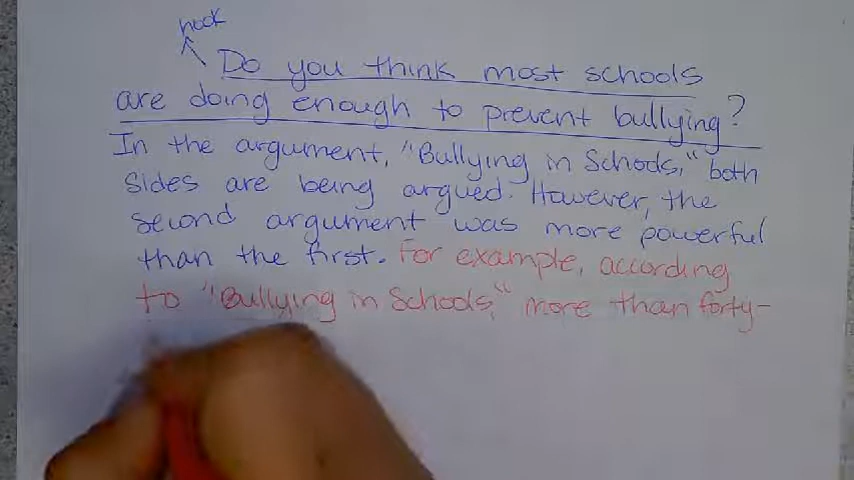 hook
Do you think most schools
are doing enough to prevent bullying?
In the argument, "Bullying in Schools," both
sides are being argued. However, the
second argument was more powerful
than the first. For example, according
to "Bullying in Schools," more than forty-